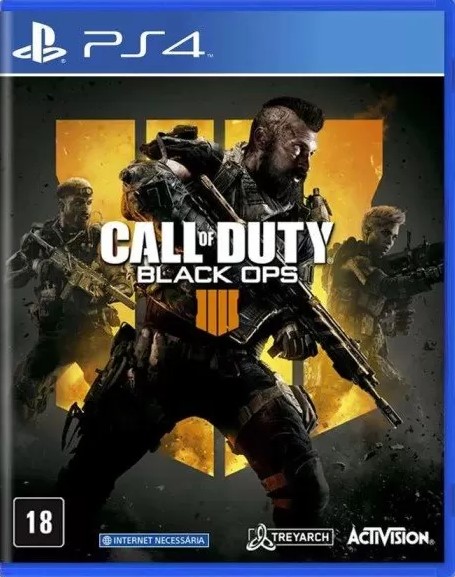 PS4
CALL OF DUTY
BLACK OPS
IIII
18
INTERNET NECESSÁRIA
TREYARCH
ACTIVISION